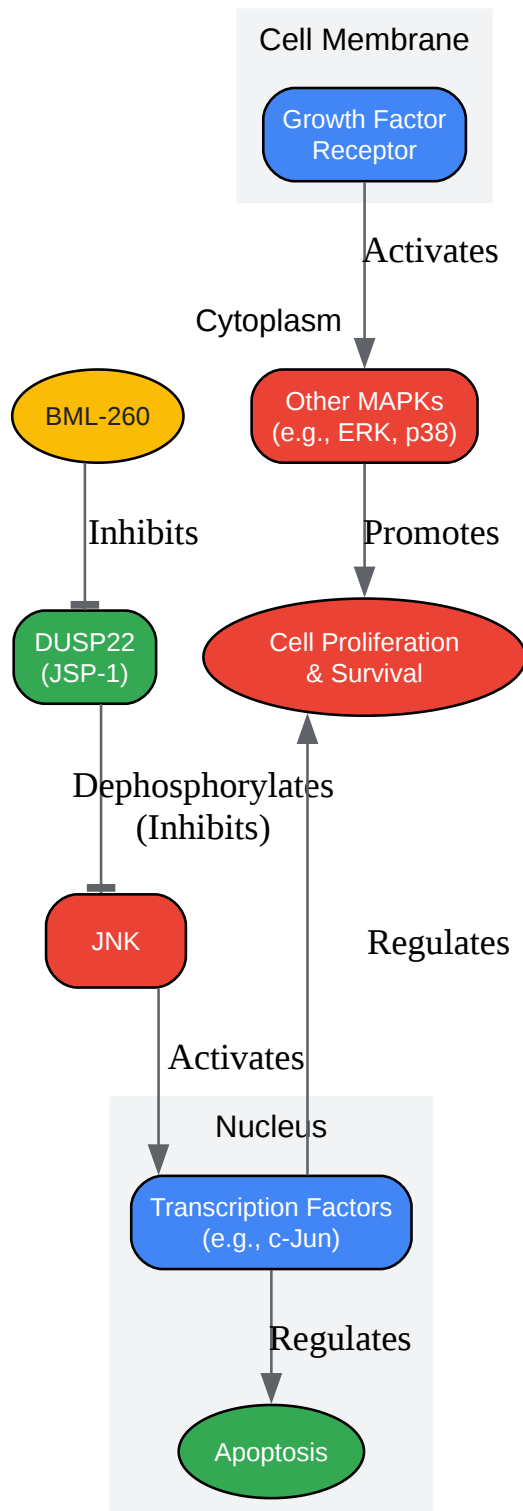 Cell Membrane
Growth Factor
Receptor
Activates
Cytoplasm
BML-260
Other MAPKs
(e.g., ERK, p38)
Inhibits
Promotes
DUSP22
(JSP-1)
Cell Proliferation
& Survival
Dephosphorylates
(Inhibits)
JNK
Regulates
Activates
Nucleus
Transcription Factors
(e.g., c-Jun)
Regulates
Apoptosis